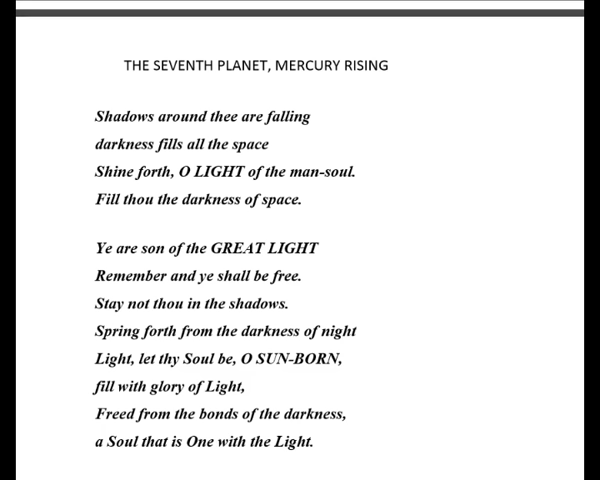 THE SEVENTH PLANET, MERCURY RISING
Shadows around thee are falling
darkness fills all the space
Shine forth, O LIGHT of the man-soul.
Fill thou the darkness of space.
Ye are son of the GREAT LIGHT
Remember and ye shall be free.
Stay not thou in the shadows.
Spring forth from the darkness of night
Light, let thy Soul be, O SUN-BORN,
fill with glory of Light,
Freed from the bonds of the darkness,
a Soul that is One with the Light.